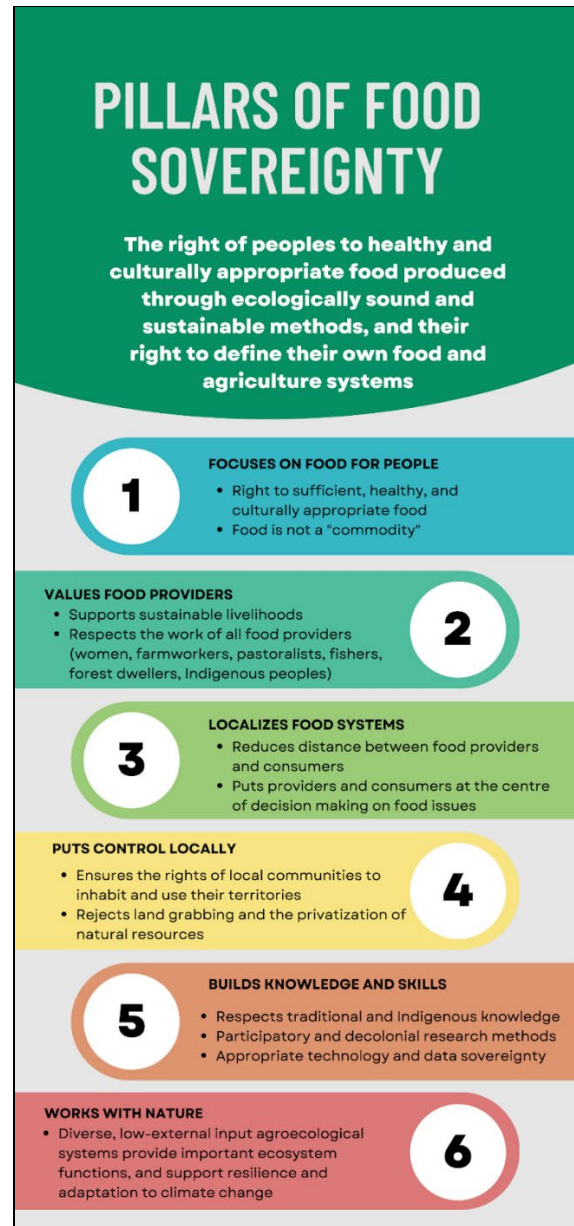 PILLARS OF FOOD
SOVEREIGNTY
The right of peoples to healthy and
culturally appropriate food produced
through ecologically sound and
sustainable methods, and their
right to define their own food and
agriculture systems
1
FOCUSES ON FOOD FOR PEOPLE
• Right to sufficient, healthy, and
culturally appropriate food
• Food is not a "commodity"
VALUES FOOD PROVIDERS
• Supports sustainable livelihoods
• Respects the work of all food providers
(women, farmworkers, pastoralists, fishers,
forest dwellers, Indigenous peoples)
2
3
LOCALIZES FOOD SYSTEMS
• Reduces distance between food providers
and consumers
• Puts providers and consumers at the centre
of decision making on food issues
PUTS CONTROL LOCALLY
• Ensures the rights of local communities to
inhabit and use their territories
• Rejects land grabbing and the privatization of
natural resources
4
5
BUILDS KNOWLEDGE AND SKILLS
• Respects traditional and Indigenous knowledge
• Participatory and decolonial research methods
• Appropriate technology and data sovereignty
WORKS WITH NATURE
• Diverse, low-external input agroecological
systems provide important ecosystem
functions, and support resilience and
adaptation to climate change
6